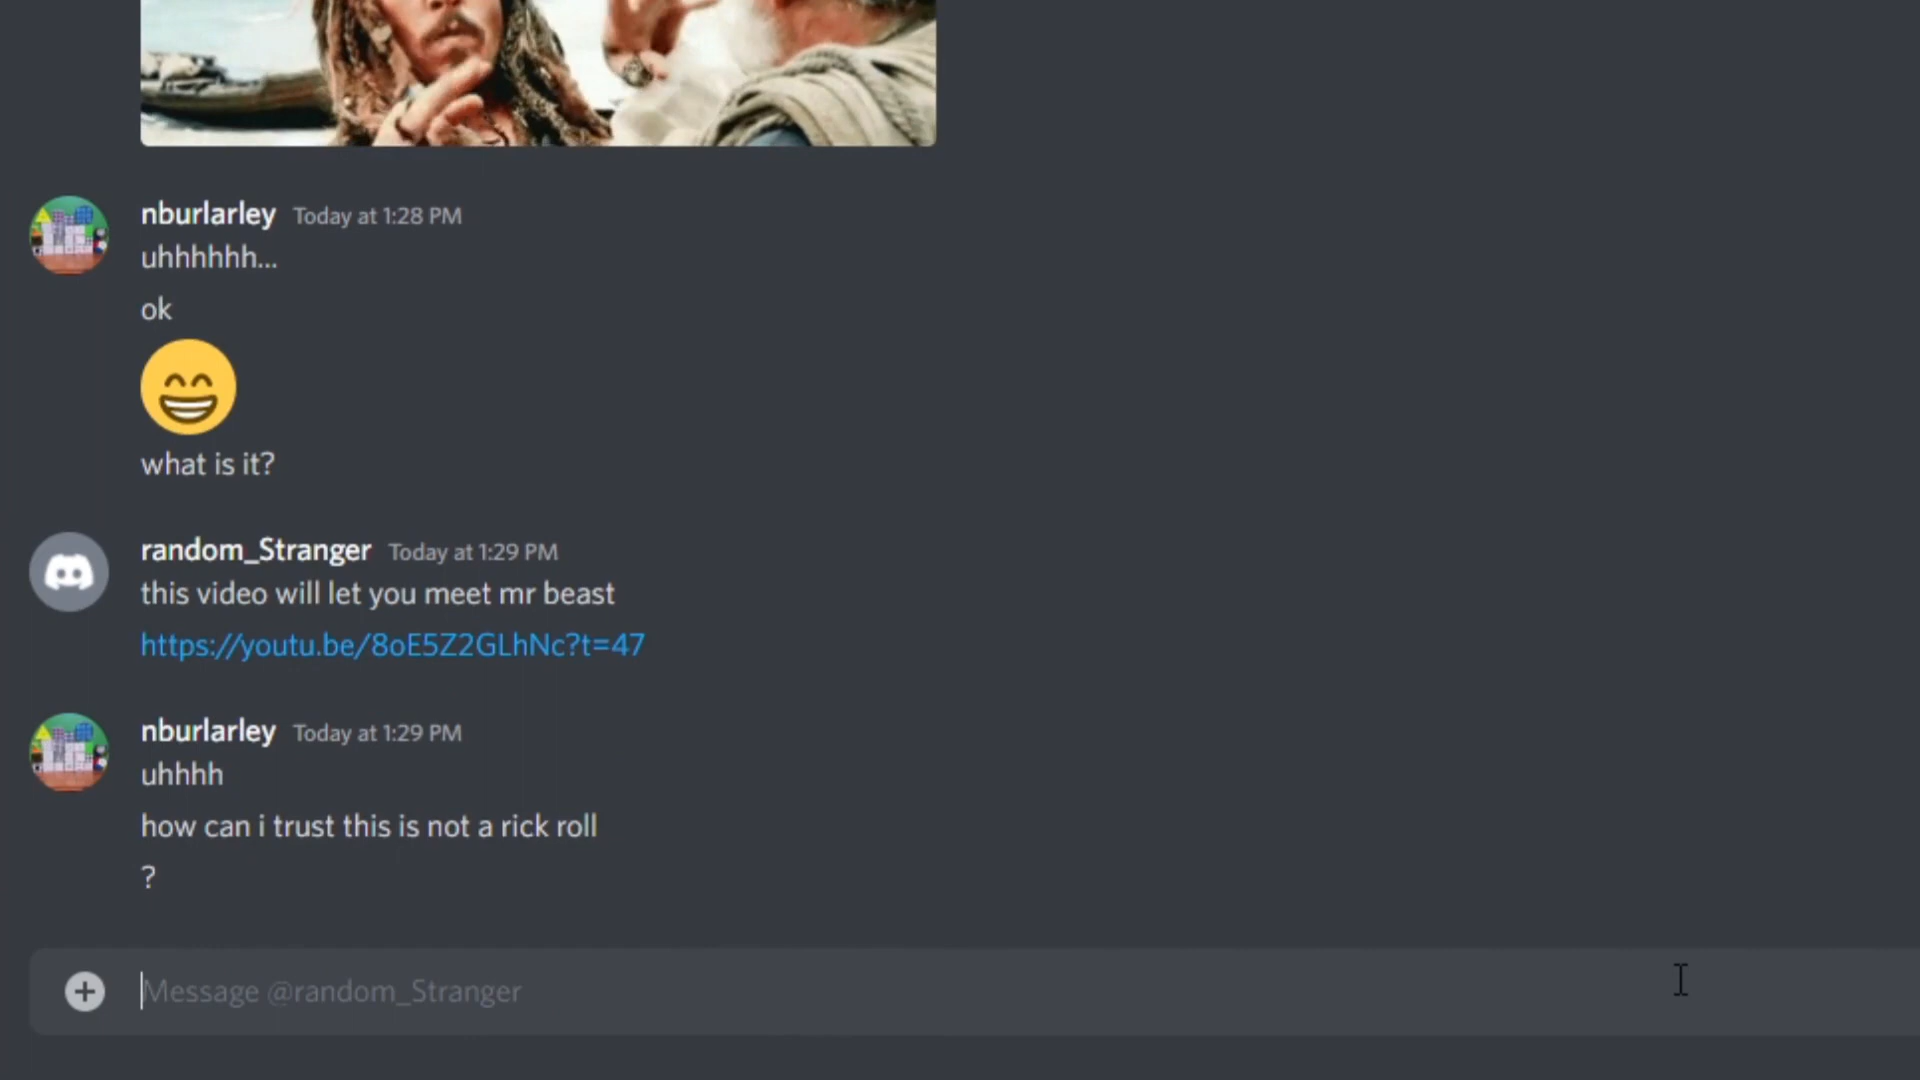 nburlarley Today at 1:28 PM
uhhhhhh...
ok
what is it?
random_Stranger Today at 1:29 PM
this video will let you meet mr beast
https://youtu.be/8oE5Z2GLhNc?t=47
nburlarley Today at 1:29 PM
uhhhh
how can i trust this is not a rick roll
?
Message @random_Stranger